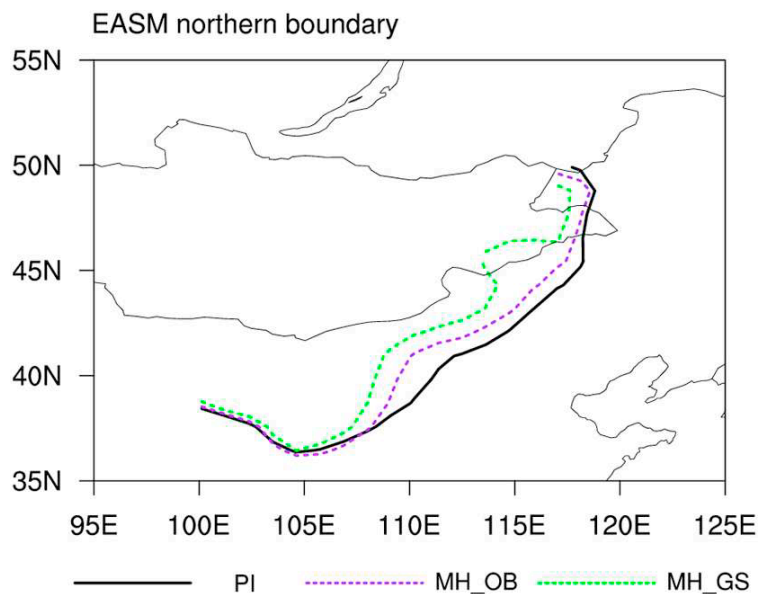 EASM northern boundary
55N
50N
45N
40N
35N
95E 100E 105E 110E 115E 120E 125E
PI MH_OB MH_GS